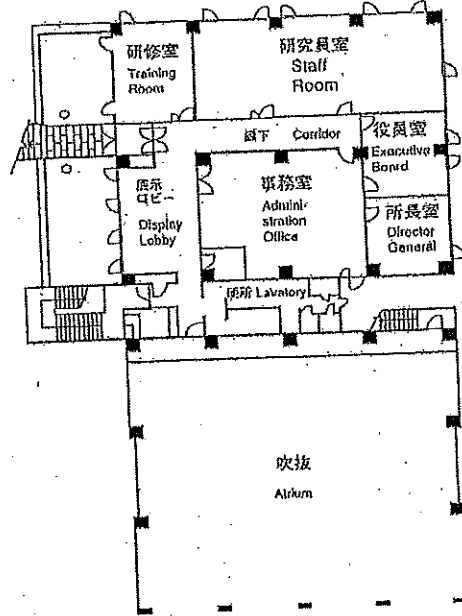 研修室
Training
Room
研究員室
Staff
Room
廊下 Corridor
役員室
Executive
Board
展示
ロビー
Display
Lobby
事務室
Adminis-
stration
Office
所長室
Director
General
便所 Lavatory
吹抜
Atrium